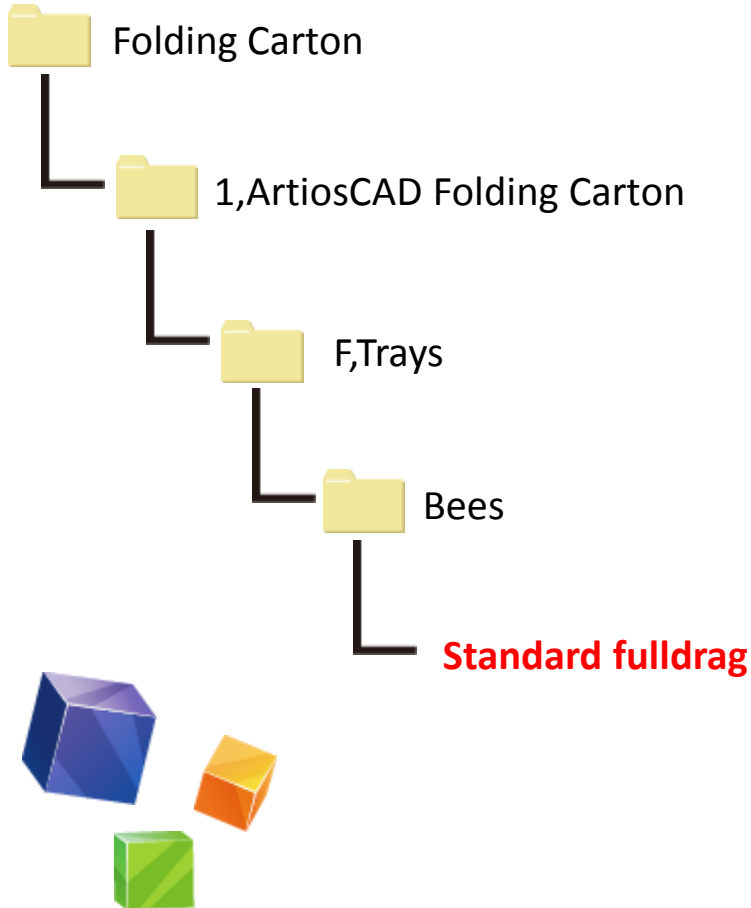 Folding Carton
1,ArtiosCAD Folding Carton
F,Trays
Bees
Standard fulldrag